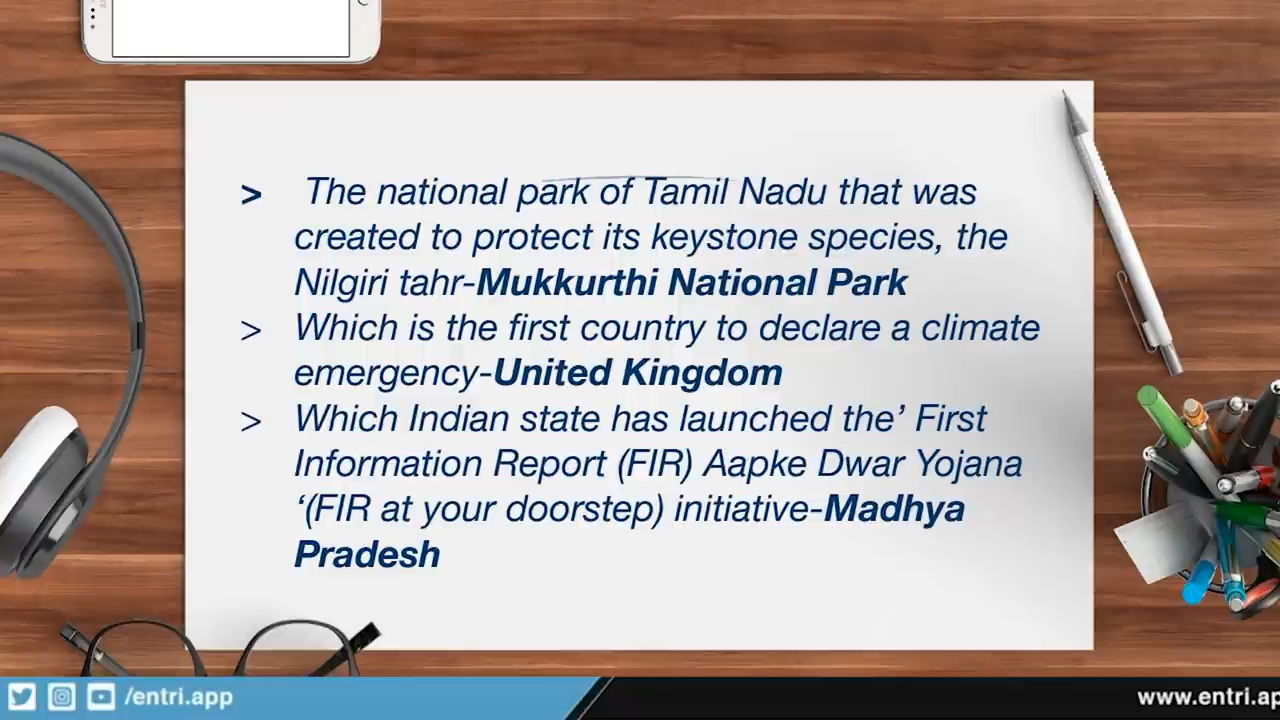 > The national park of Tamil Nadu that was
created to protect its keystone species, the
Nilgiri tahr-Mukkurthi National Park
> Which is the first country to declare a climate
emergency-United Kingdom
> Which Indian state has launched the’ First
Information Report (FIR) Aapke Dwar Yojana
‘(FIR at your doorstep) initiative-Madhya
Pradesh
/entri.app
www.entri.ap